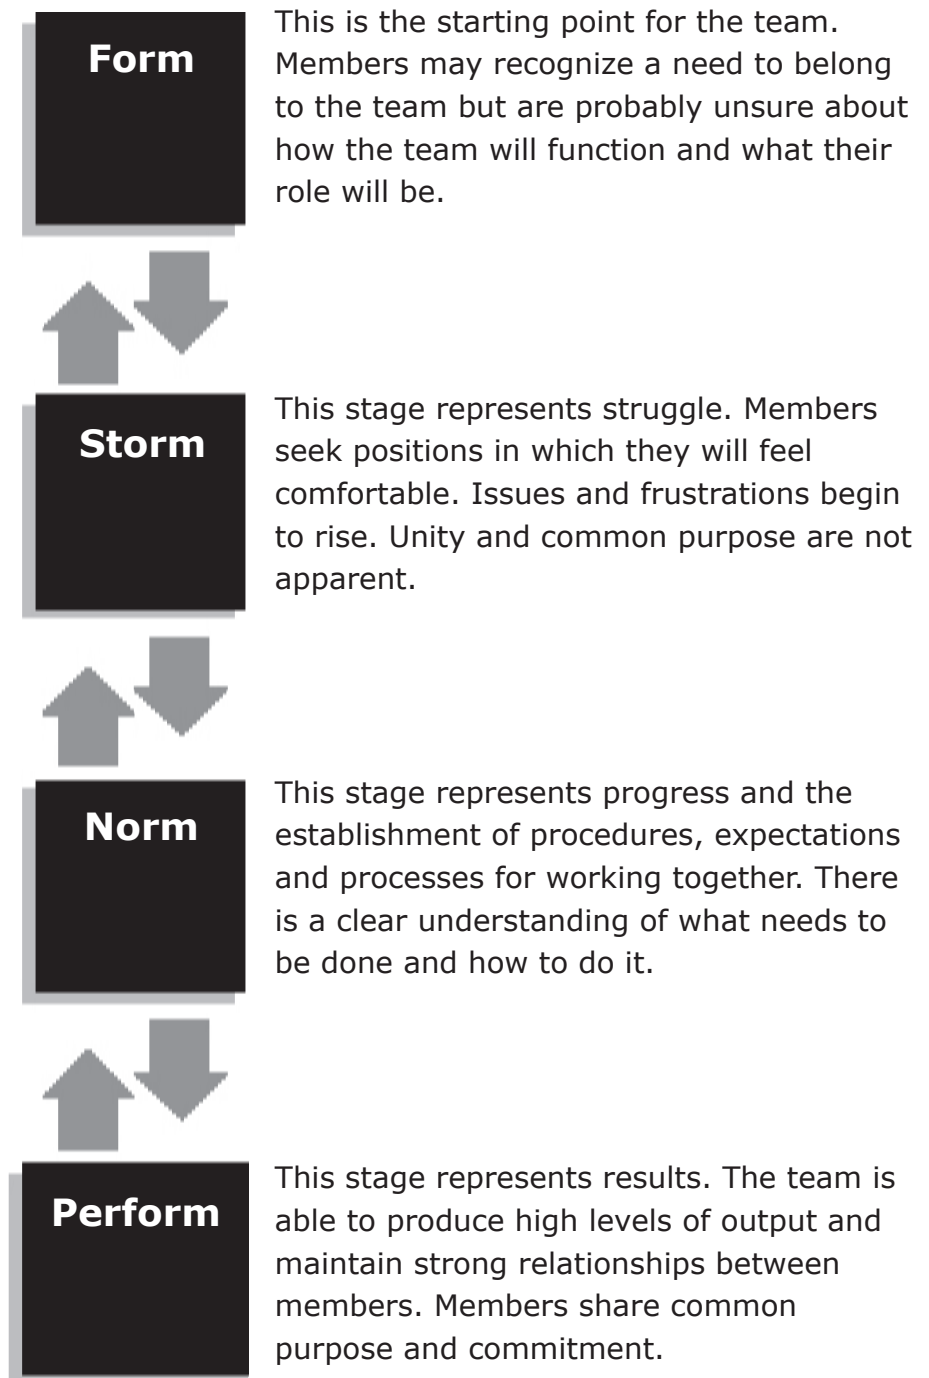 Form
This is the starting point for the team.
Members may recognize a need to belong
to the team but are probably unsure about
how the team will function and what their
role will be.
Storm
This stage represents struggle. Members
seek positions in which they will feel
comfortable. Issues and frustrations begin
to rise. Unity and common purpose are not
apparent.
Norm
This stage represents progress and the
establishment of procedures, expectations
and processes for working together. There
is a clear understanding of what needs to
be done and how to do it.
Perform
This stage represents results. The team is
able to produce high levels of output and
maintain strong relationships between
members. Members share common
purpose and commitment.